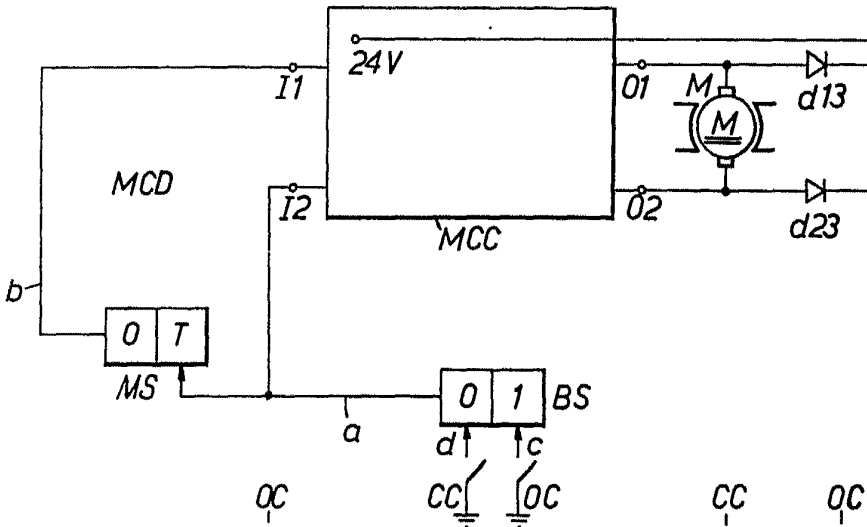 24V
I1
O1
M
d13
M
MCD
I2
O2
d23
MCC
b
O T
MS
O 1 BS
a
d c
OC CC OC CC OC